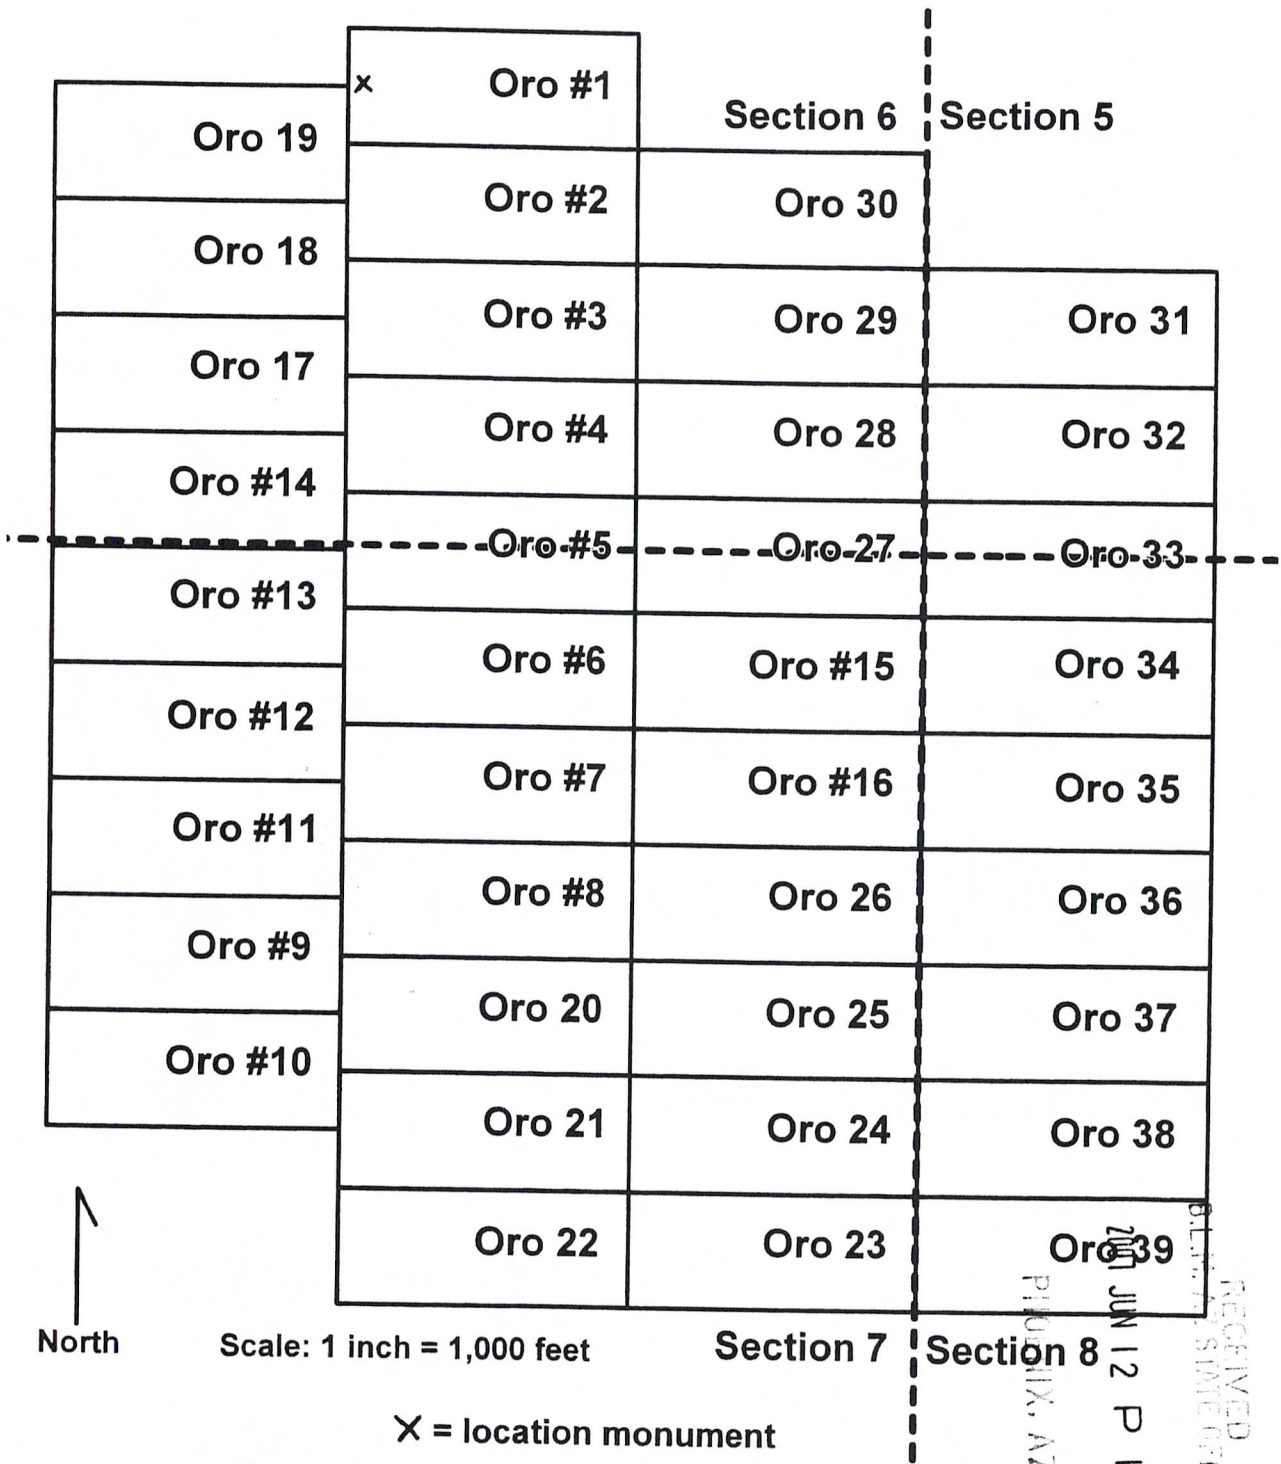 x Oro #1
Section 6 Section 5
Oro 19
Oro #2 Oro 30
Oro 18
Oro #3 Oro 29 Oro 31
Oro 17
Oro #4 Oro 28 Oro 32
Oro #14
Oro #5 Oro 27 Oro 33
Oro #13
Oro #6 Oro #15 Oro 34
Oro #12
Oro #7 Oro #16 Oro 35
Oro #11
Oro #8 Oro 26 Oro 36
Oro #9
Oro 20 Oro 25 Oro 37
Oro #10
Oro 21 Oro 24 Oro 38
Oro 22 Oro 23 Oro 39
North
Scale: 1 inch = 1,000 feet
Section 7 Section 8
X = location monument
RECEIVED
STATE
JUN 12 P
PHOENIX, AZ